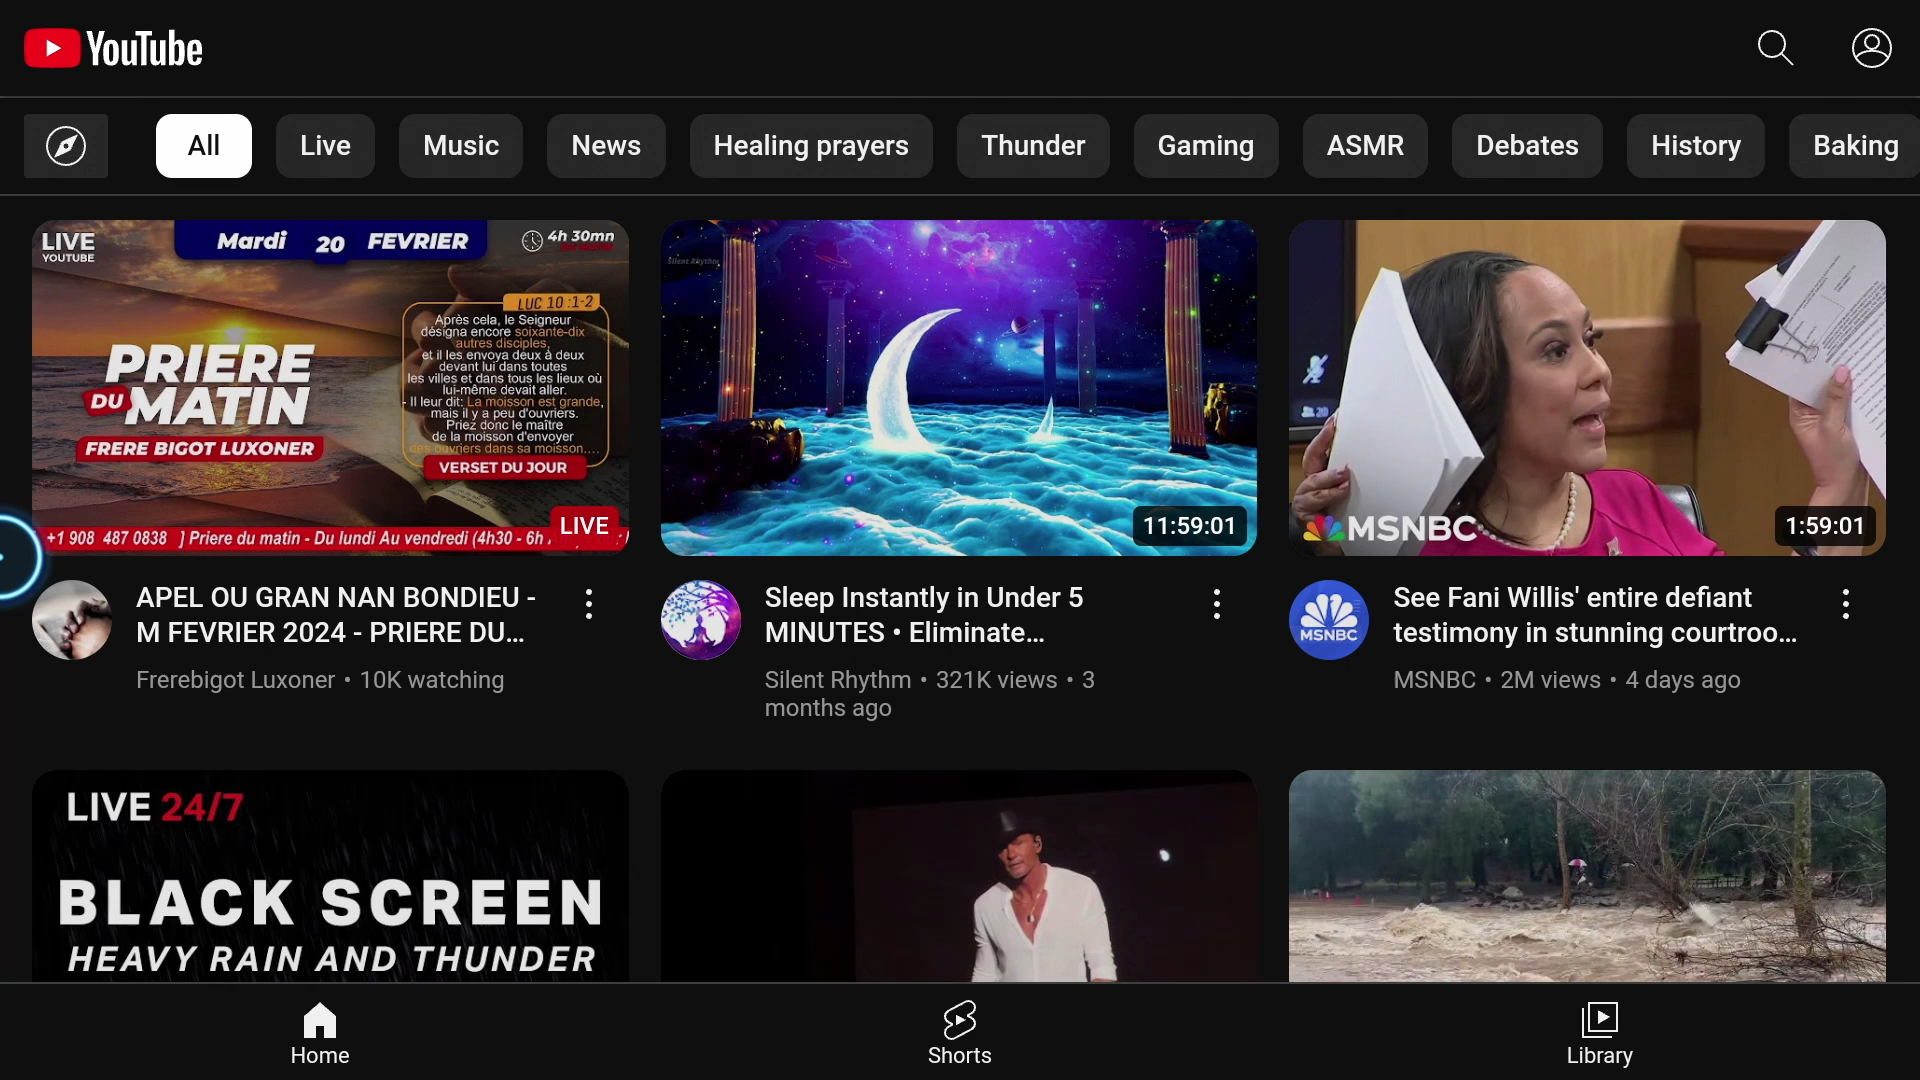 YouTube
All
Live
Music
News
Healing prayers
Thunder
Gaming
ASMR
Debates
History
Baking
LIVE
YOUTUBE
Mardi 20 FEVRIER
4h 30mn
LUC 10 :1-2
Après cela, le Seigneur
désigna encore soixante-dix
autres disciples,
et il les envoya deux à deux
devant lui dans toutes
les villes et dans tous les lieux où
lui-même devait aller.
- Il leur dit: La moisson est grande,
mais il y a peu d'ouvriers.
Priez donc le maître
de la moisson d'envoyer
des ouvriers dans sa moisson....
VERSET DU JOUR
PRIERE
DU MATIN
FRERE BIGOT LUXONER
+1 908 487 0838 ] Priere du matin - Du lundi Au vendredi (4h30 - 6h
LIVE
APEL OU GRAN NAN BONDIEU -
M FEVRIER 2024 - PRIERE DU...
Frerebigot Luxoner • 10K watching
Silent Rhythm
11:59:01
Sleep Instantly in Under 5
MINUTES • Eliminate...
Silent Rhythm • 321K views • 3
months ago
20
MSNBC
1:59:01
MSNBC
See Fani Willis' entire defiant
testimony in stunning courtroo...
MSNBC • 2M views • 4 days ago
LIVE 24/7
BLACK SCREEN
HEAVY RAIN AND THUNDER
Home
Shorts
Library